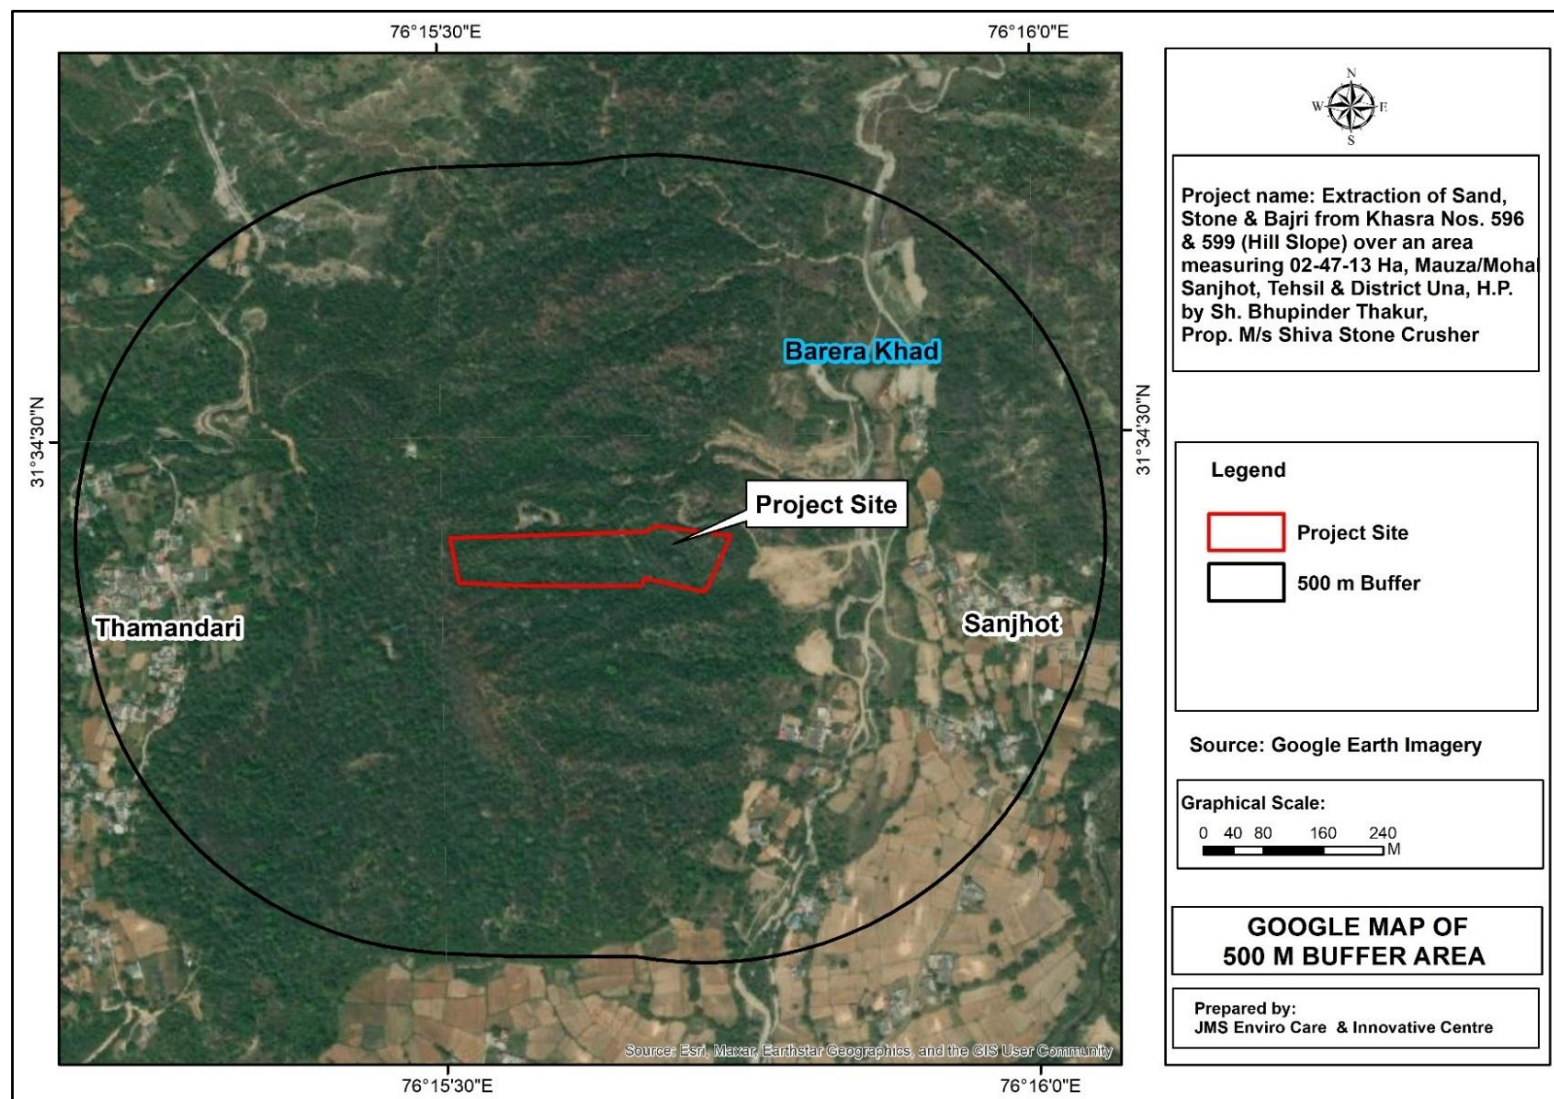 76°15'30"E
76°16'0"E
31°34'30"N
31°34'30"N
Barera Khad
Project Site
Thamandari
Sanjhot
Source: Esri, Maxar, Earthstar Geographics, and the GIS User Community
76°15'30"E
76°16'0"E
N
W E
S
Project name: Extraction of Sand,
Stone & Bajri from Khasra Nos. 596
& 599 (Hill Slope) over an area
measuring 02-47-13 Ha, Mauza/Mohal
Sanjhot, Tehsil & District Una, H.P.
by Sh. Bhupinder Thakur,
Prop. M/s Shiva Stone Crusher
Legend
Project Site
500 m Buffer
Source: Google Earth Imagery
Graphical Scale:
0 40 80 160 240
M
GOOGLE MAP OF
500 M BUFFER AREA
Prepared by:
JMS Enviro Care & Innovative Centre